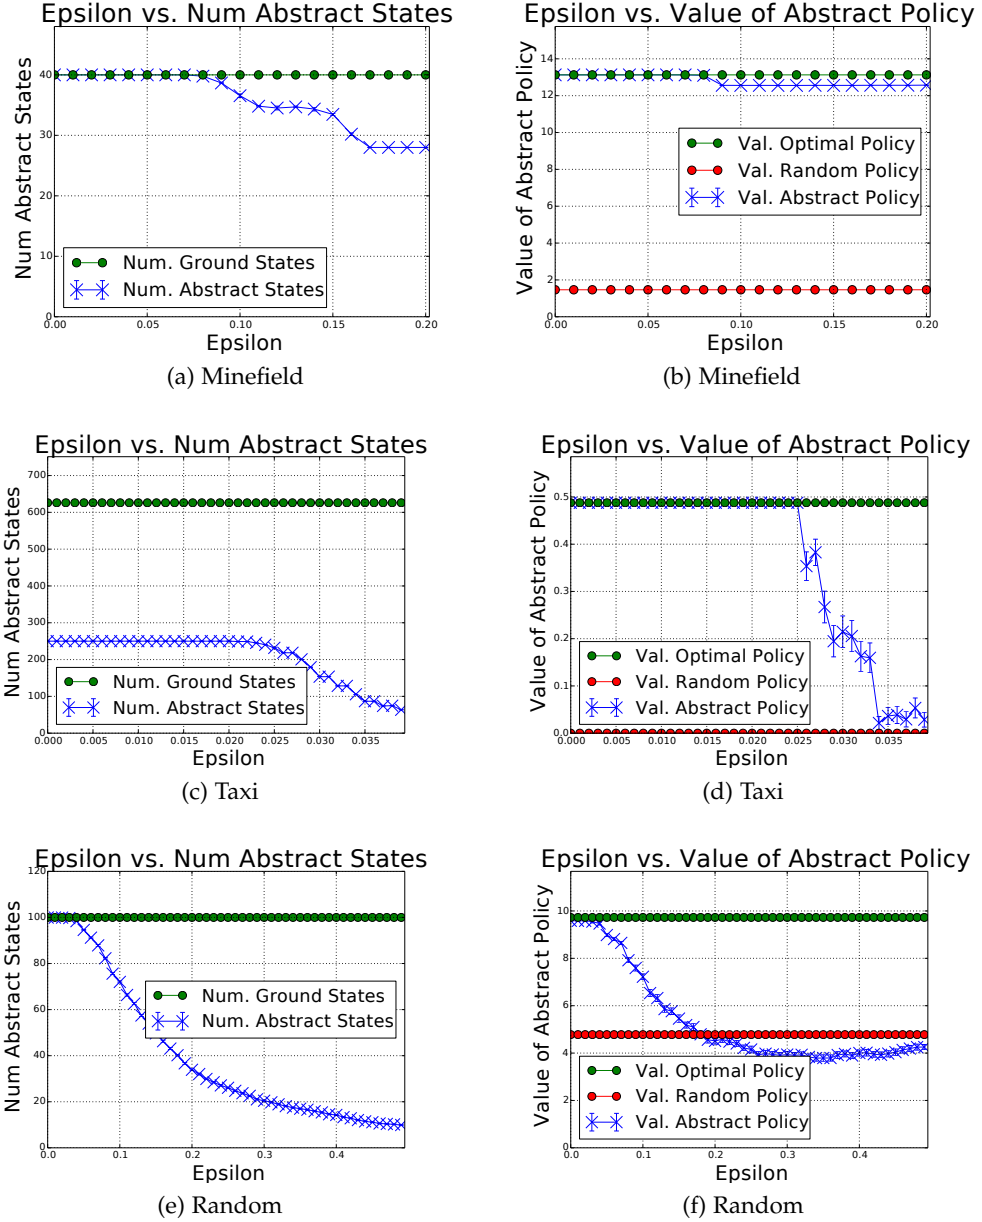 Epsilon vs. Num Abstract States
Num Abstract States
40
30
20
10
0
Num. Ground States
Num. Abstract States
0.00 0.05 0.10 0.15 0.20
Epsilon
(a) Minefield
Epsilon vs. Value of Abstract Policy
Value of Abstract Policy
14
12
10
8
6
4
2
0
Val. Optimal Policy
Val. Random Policy
Val. Abstract Policy
0.00 0.05 0.10 0.15 0.20
Epsilon
(b) Minefield
Epsilon vs. Num Abstract States
Num Abstract States
700
600
500
400
300
200
100
0
Num. Ground States
Num. Abstract States
0.000 0.005 0.010 0.015 0.020 0.025 0.030 0.035
Epsilon
(c) Taxi
Epsilon vs. Value of Abstract Policy
Value of Abstract Policy
0.5
0.4
0.3
0.2
0.1
0.0
Val. Optimal Policy
Val. Random Policy
Val. Abstract Policy
0.000 0.005 0.010 0.015 0.020 0.025 0.030 0.035
Epsilon
(d) Taxi
Epsilon vs. Num Abstract States
Num Abstract States
120
100
80
60
40
20
0
Num. Ground States
Num. Abstract States
0.0 0.1 0.2 0.3 0.4
Epsilon
(e) Random
Epsilon vs. Value of Abstract Policy
Value of Abstract Policy
10
8
6
4
2
0
Val. Optimal Policy
Val. Random Policy
Val. Abstract Policy
0.0 0.1 0.2 0.3 0.4
Epsilon
(f) Random